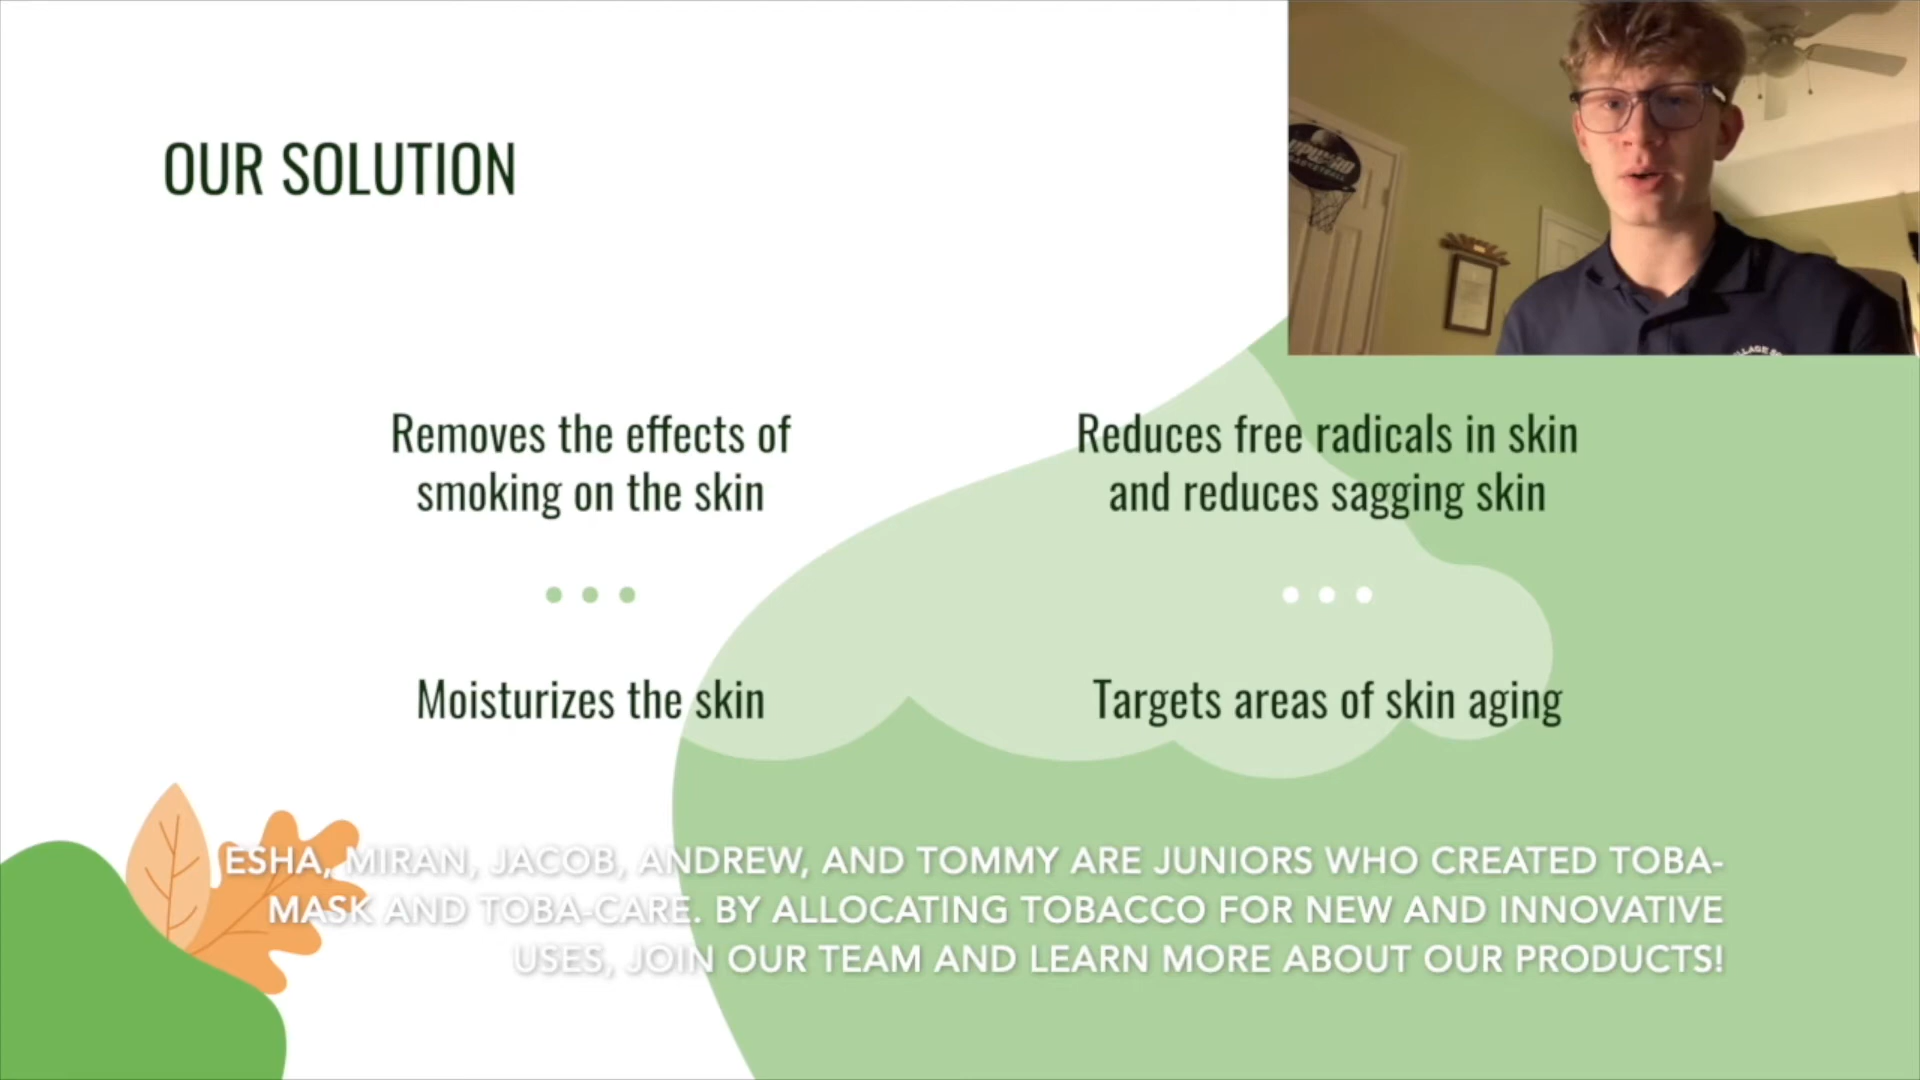 OUR SOLUTION
UPWARD
BASKETBALL
Removes the effects of
smoking on the skin
Reduces free radicals in skin
and reduces sagging skin
Moisturizes the skin
Targets areas of skin aging
ESHA, MIRAN, JACOB, ANDREW, AND TOMMY ARE JUNIORS WHO CREATED TOBA-
MASK AND TOBA-CARE. BY ALLOCATING TOBACCO FOR NEW AND INNOVATIVE
USES, JOIN OUR TEAM AND LEARN MORE ABOUT OUR PRODUCTS!